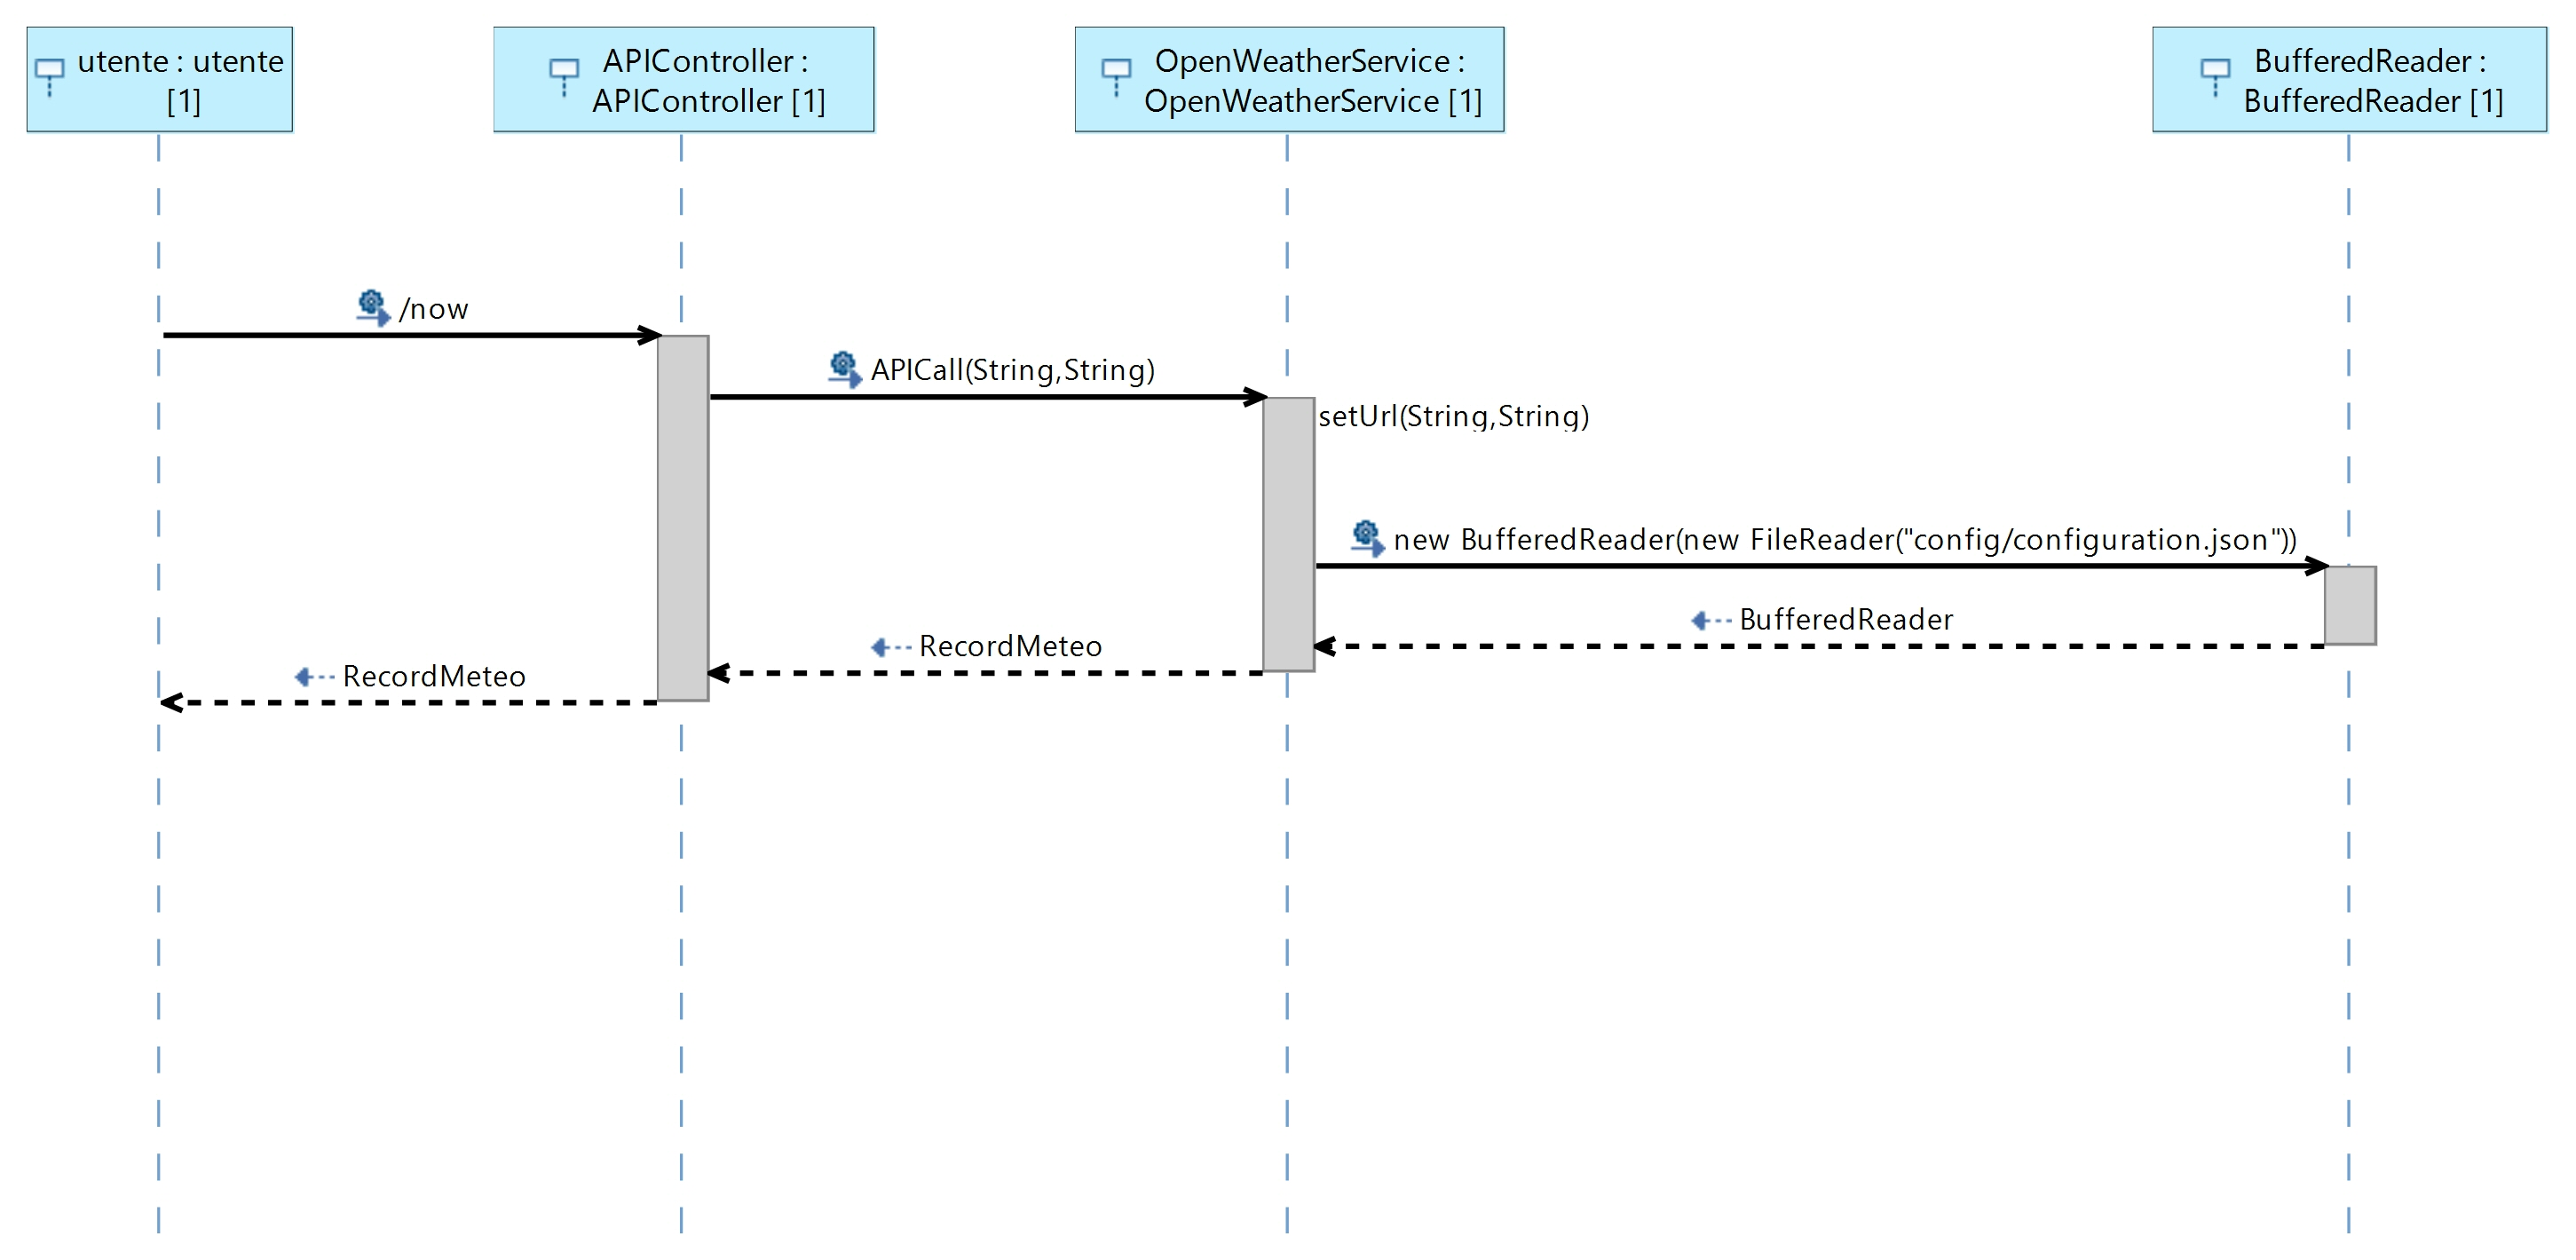 utente : utente
[1]
APIController :
APIController [1]
OpenWeatherService :
OpenWeatherService [1]
BufferedReader :
BufferedReader [1]
/now
APICall(String,String)
setUrl(String,String)
new BufferedReader(new FileReader("config/configuration.json"))
BufferedReader
RecordMeteo
RecordMeteo